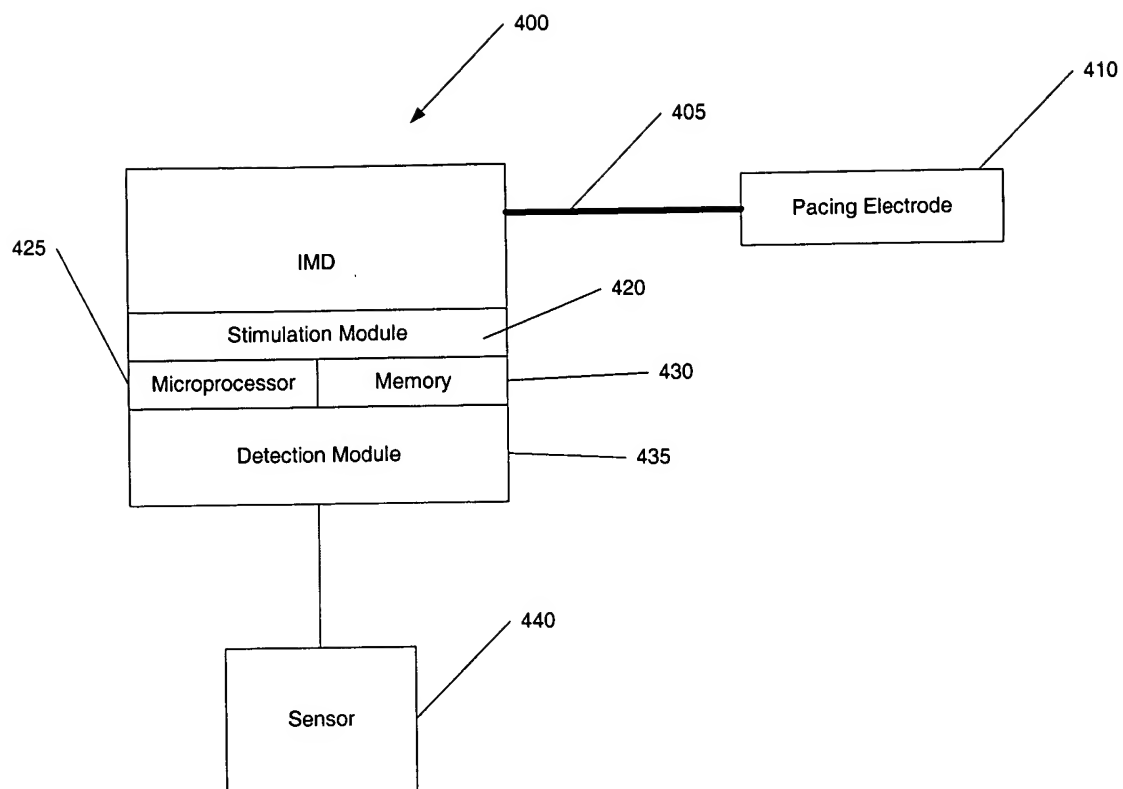 400
410
405
Pacing Electrode
425
IMD
420
Stimulation Module
Microprocessor
Memory
430
Detection Module
435
440
Sensor